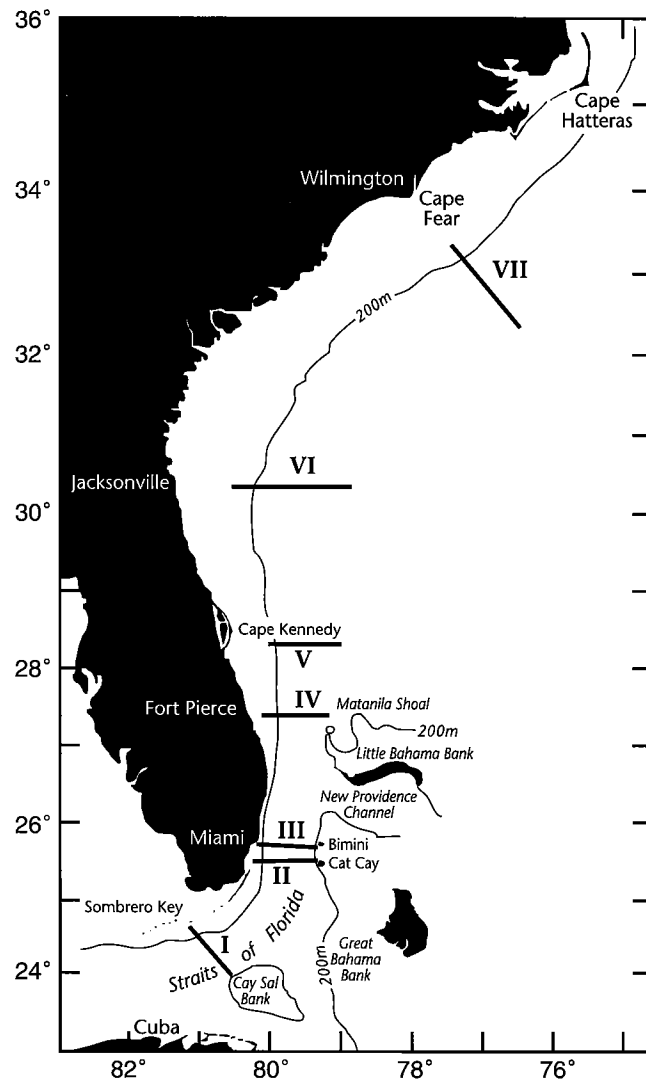 36°
Cape
Hatteras
34°
Wilmington
Cape
Fear
VII
200m
32°
VI
Jacksonville
30°
Cape Kennedy
V
28°
IV
Fort Pierce
Matanila Shoal
200m
Little Bahama Bank
New Providence
Channel
26°
Miami
III
Bimini
Cat Cay
II
Sombrero Key
I
Straits of Florida
Great
Bahama
Bank
200m
24°
Cay Sal
Bank
Cuba
82°
80°
78°
76°